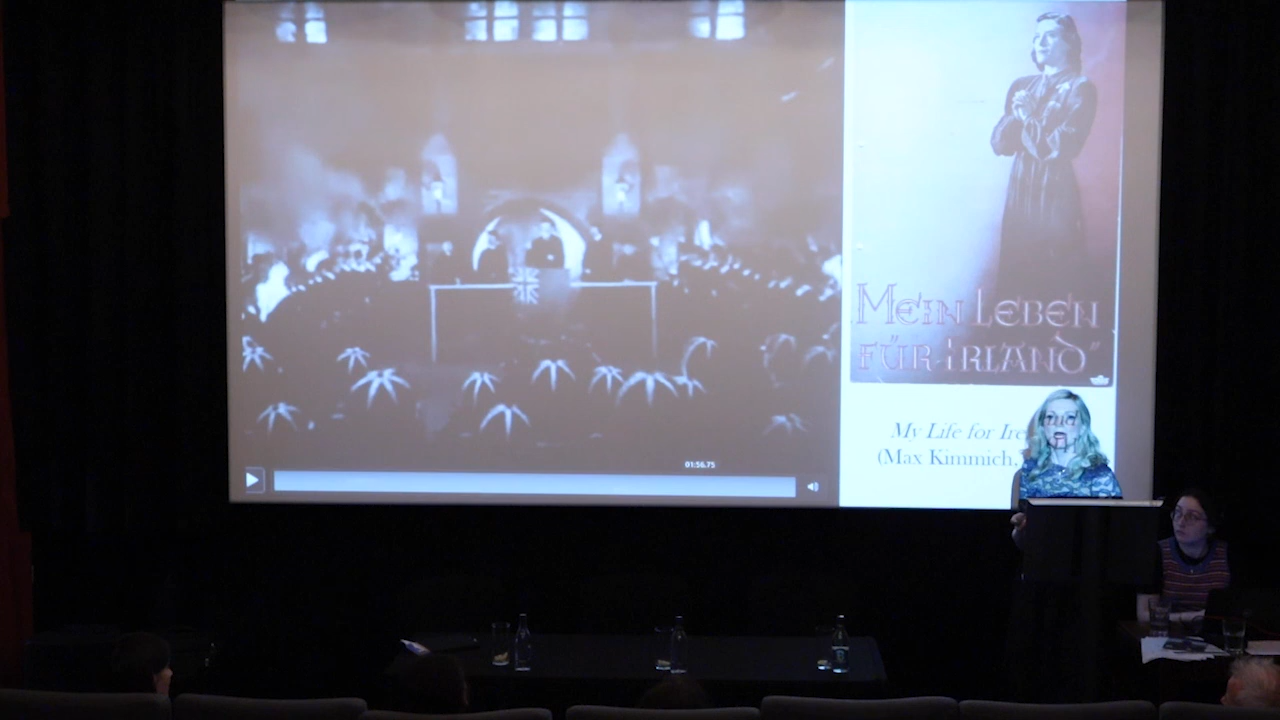 MEIN LEBEN
FÜR IRLAND"
My Life for Ire
(Max Kimmich,
01:56.75